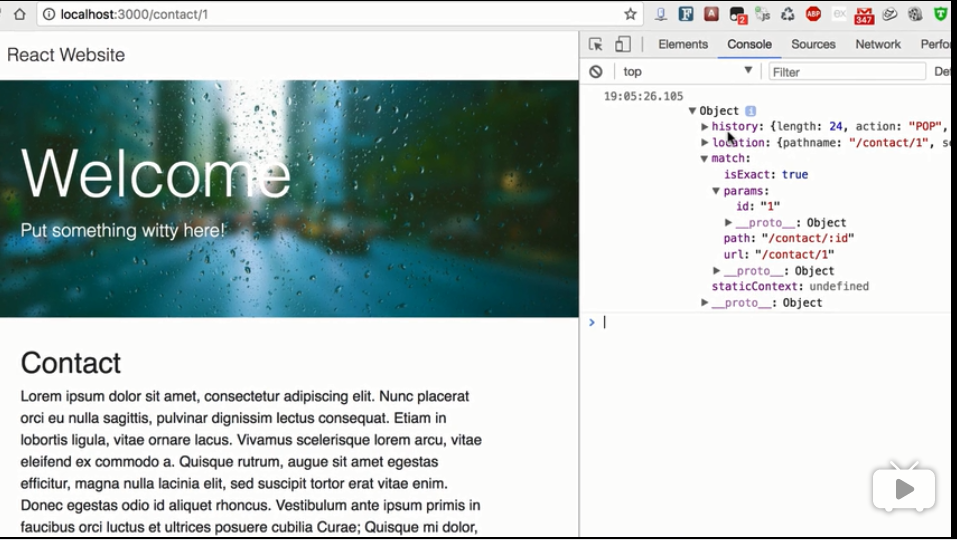 localhost:3000/contact/1
ABP
ex
2
347
React Website
Elements Console Sources Network Perfo
top Filter De
19:05:26.105
▼Object i
▶history: {length: 24, action: "POP",
▶location: {pathname: "/contact/1", s
▼match:
isExact: true
▼params:
id: "1"
▶__proto__: Object
path: "/contact/:id"
url: "/contact/1"
▶__proto__: Object
staticContext: undefined
▶__proto__: Object
>
Welcome
Put something witty here!
Contact
Lorem ipsum dolor sit amet, consectetur adipiscing elit. Nunc placerat
orci eu nulla sagittis, pulvinar dignissim lectus consequat. Etiam in
lobortis ligula, vitae ornare lacus. Vivamus scelerisque lorem arcu, vitae
eleifend ex commodo a. Quisque rutrum, augue sit amet egestas
efficitur, magna nulla lacinia elit, sed suscipit tortor erat vitae enim.
Donec egestas odio id aliquet rhoncus. Vestibulum ante ipsum primis in
faucibus orci luctus et ultrices posuere cubilia Curae; Quisque mi dolor,